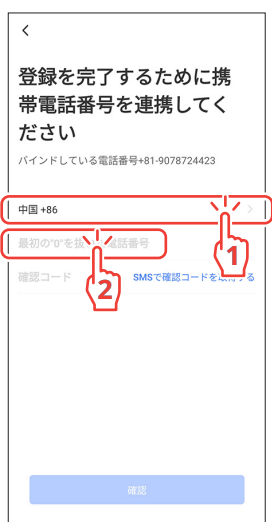 登録を完了するために携
帯電話番号を連携してく
ださい
バインドしている電話番号+81-9078724423
中国 +86
最初の"0"を 電話番号
1
確認コード
SMSで確認コードを取得する
2
確認